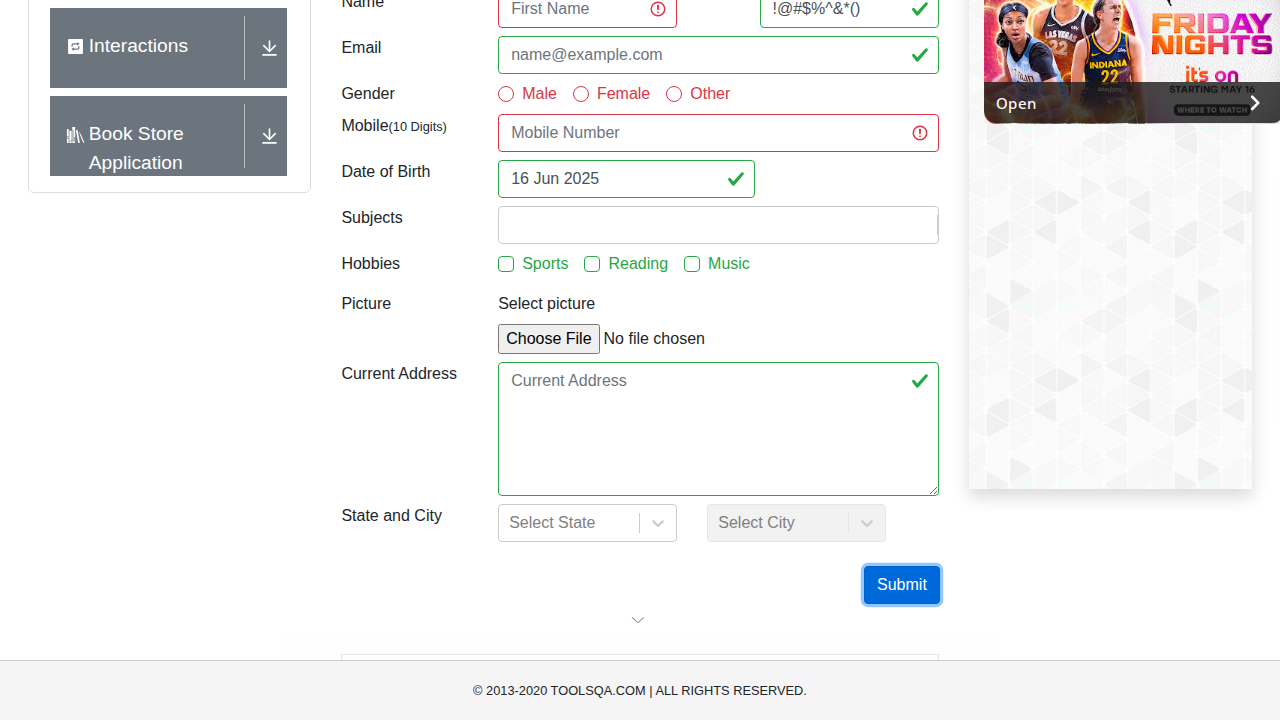 Name
First Name
!@#$%^&*()
Interactions
Email
name@example.com
Gender
Male
Female
Other
Mobile(10 Digits)
Mobile Number
Book Store
Application
Date of Birth
16 Jun 2025
Subjects
Hobbies
Sports
Reading
Music
Picture
Select picture
Choose File
No file chosen
Current Address
Current Address
State and City
Select State
Select City
Submit
FRIDAY
NIGHTS
LAS VEGAS
22
INDIANA
22
it's on
STARTING MAY 16
WHERE TO WATCH
Open
© 2013-2020 TOOLSQA.COM | ALL RIGHTS RESERVED.